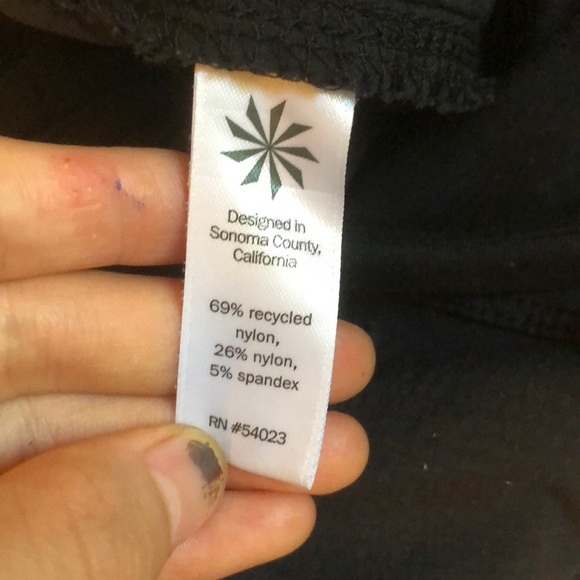 Designed in
Sonoma County,
California
69% recycled
nylon,
26% nylon,
5% spandex
RN #54023